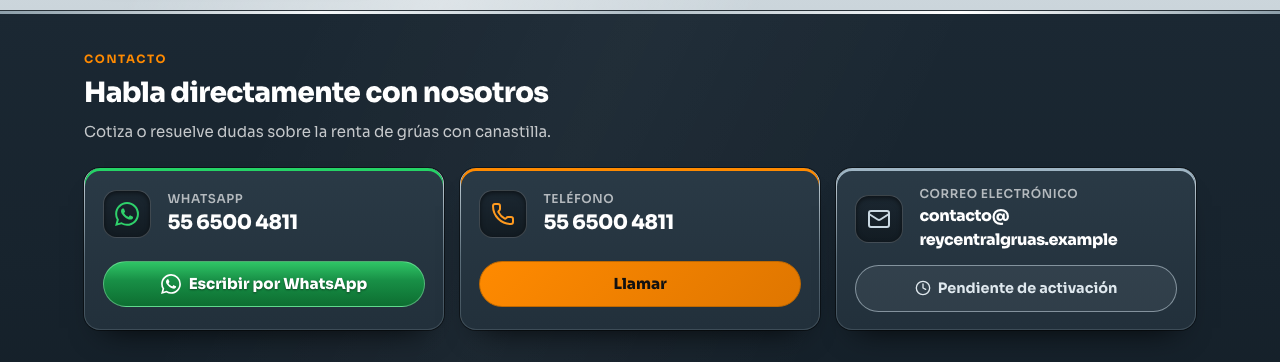 CONTACTO
Habla directamente con nosotros
Cotiza o resuelve dudas sobre la renta de grúas con canastilla.
WHATSAPP
55 6500 4811
Escribir por WhatsApp
TELÉFONO
55 6500 4811
Llamar
CORREO ELECTRÓNICO
contacto@
reycentralgruas.example
Pendiente de activación